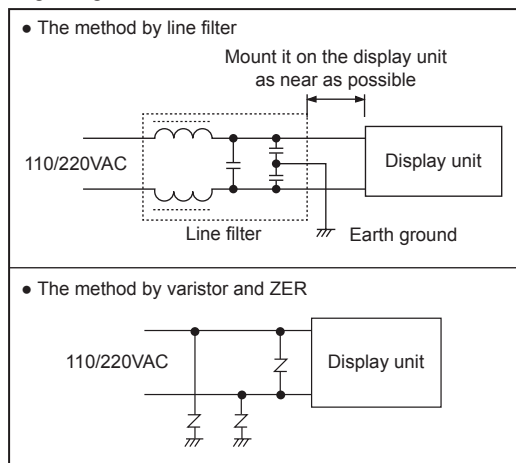 ● The method by line filter
Mount it on the display unit
as near as possible
110/220VAC
Display unit
Line filter
Earth ground
● The method by varistor and ZER
110/220VAC
Display unit